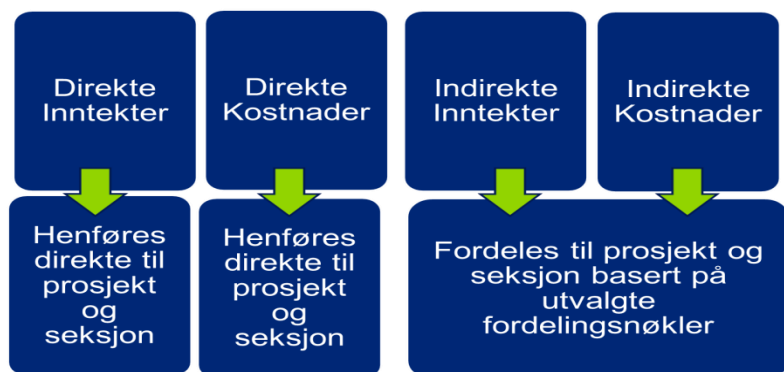 Direkte
Inntekter
Direkte
Kostnader
Indirekte
Inntekter
Indirekte
Kostnader
Henføres
direkte til
prosjekt
og
seksjon
Henføres
direkte til
prosjekt
og
seksjon
Fordeles til prosjekt og
seksjon basert på
utvalgte
fordelingsnøkler